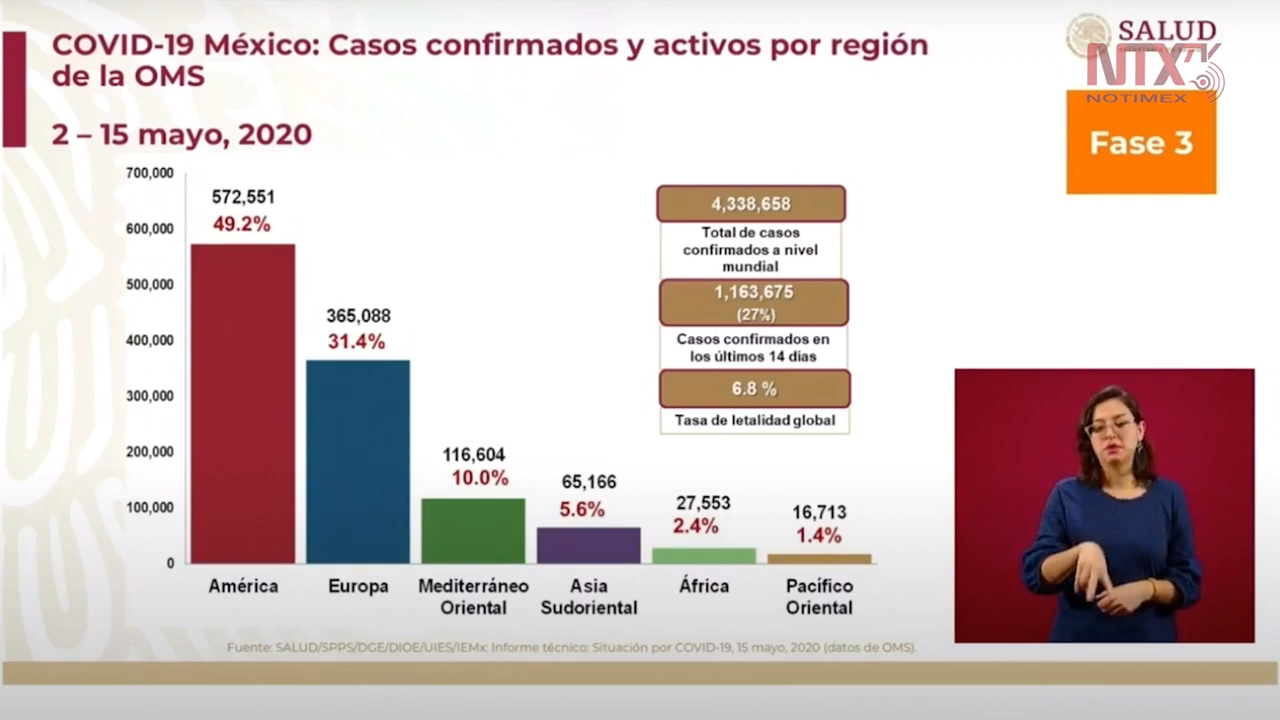 COVID-19 México: Casos confirmados y activos por región
de la OMS
2 – 15 mayo, 2020
SALUD
NTX
NOTIMEX
Fase 3
700,000
600,000
500,000
400,000
300,000
200,000
100,000
0
572,551
49.2%
365,088
31.4%
116,604
10.0%
65,166
5.6%
27,553
2.4%
16,713
1.4%
América
Europa
Mediterráneo
Oriental
Asia
Sudoriental
África
Pacífico
Oriental
4,338,658
Total de casos
confirmados a nivel
mundial
1,163,675
(27%)
Casos confirmados en
los últimos 14 días
6.8 %
Tasa de letalidad global
Fuente: SALUD/SPPS/DGE/DIOE/UIES/IEMx: Informe técnico: Situación por COVID-19, 15 mayo, 2020 (datos de OMS).